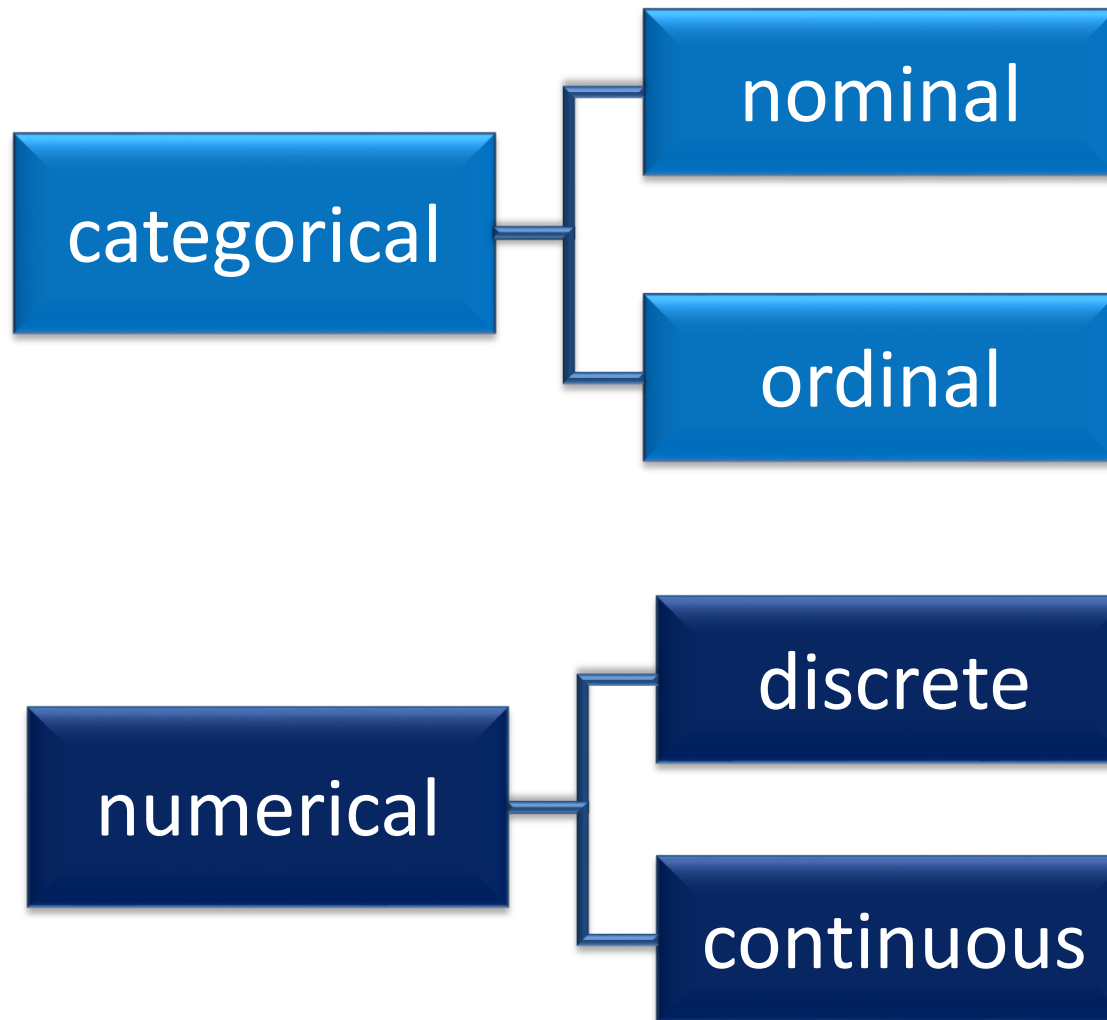 categorical
nominal
ordinal
numerical
discrete
continuous